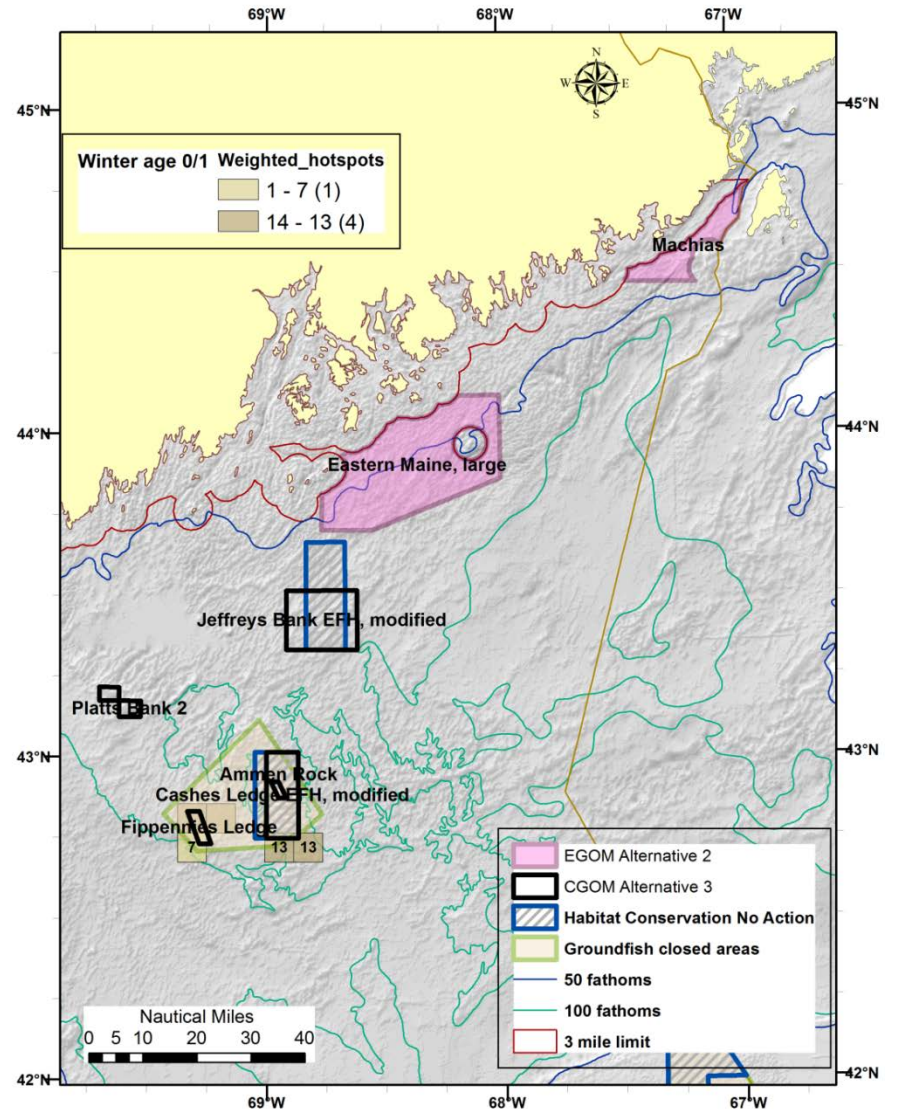 69°W 68°W 67°W
N
W E
S
45°N 45°N
Winter age 0/1 Weighted_hotspots
1 - 7 (1)
14 - 13 (4)
Machias
44°N 44°N
Eastern Maine, large
Jeffreys Bank EFH, modified
Platts Bank 2
43°N 43°N
Ammen Rock
Cashes Ledge EFH, modified
Fippennies Ledge
7 13 13
EGOM Alternative 2
CGOM Alternative 3
Habitat Conservation No Action
Groundfish closed areas
50 fathoms
100 fathoms
3 mile limit
Nautical Miles
0 5 10 20 30 40
42°N 42°N
69°W 68°W 67°W